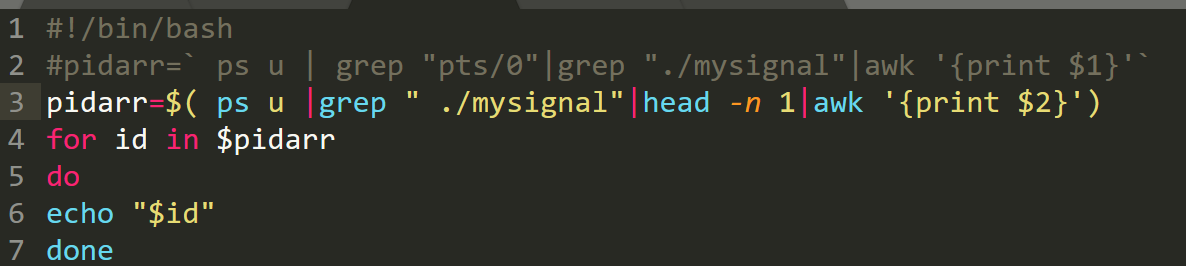 1 #!/bin/bash
2 #pidarr=` ps u | grep "pts/0"|grep "./mysignal"|awk '{print $1}'`
3 pidarr=$( ps u |grep " ./mysignal"|head -n 1|awk '{print $2}')
4 for id in $pidarr
5 do
6 echo "$id"
7 done